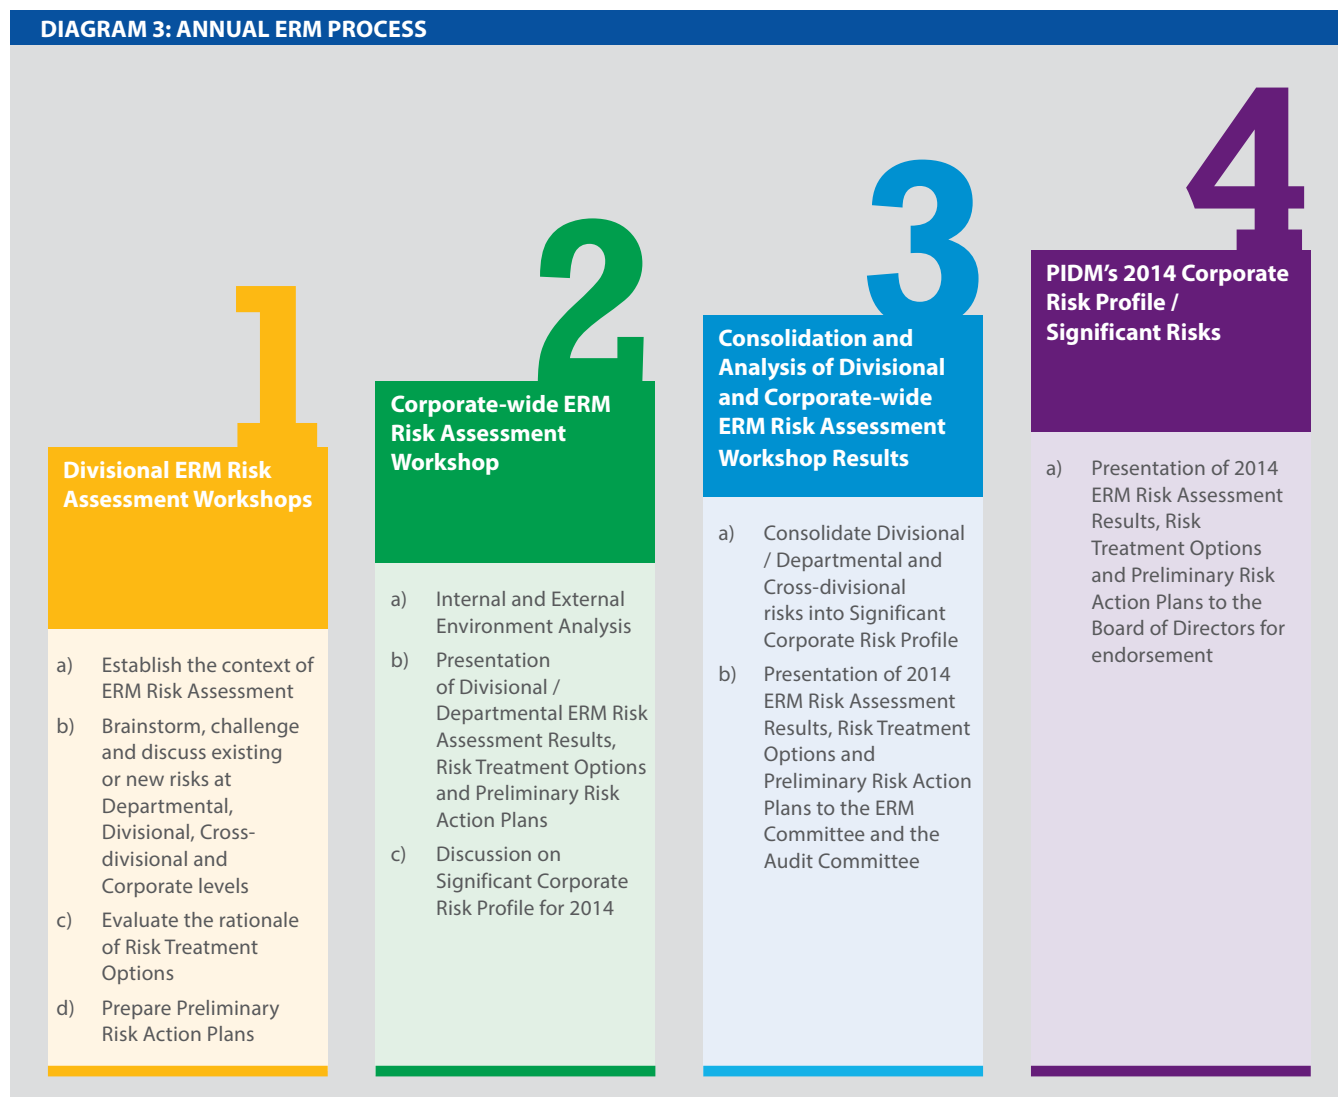 DIAGRAM 3: ANNUAL ERM PROCESS
1
Divisional ERM Risk
Assessment Workshops
a) Establish the context of
ERM Risk Assessment
b) Brainstorm, challenge
and discuss existing
or new risks at
Departmental,
Divisional, Cross-
divisional and
Corporate levels
c) Evaluate the rationale
of Risk Treatment
Options
d) Prepare Preliminary
Risk Action Plans
2
Corporate-wide ERM
Risk Assessment
Workshop
a) Internal and External
Environment Analysis
b) Presentation
of Divisional /
Departmental ERM Risk
Assessment Results,
Risk Treatment Options
and Preliminary Risk
Action Plans
c) Discussion on
Significant Corporate
Risk Profile for 2014
3
Consolidation and
Analysis of Divisional
and Corporate-wide
ERM Risk Assessment
Workshop Results
a) Consolidate Divisional
/ Departmental and
Cross-divisional
risks into Significant
Corporate Risk Profile
b) Presentation of 2014
ERM Risk Assessment
Results, Risk Treatment
Options and
Preliminary Risk Action
Plans to the ERM
Committee and the
Audit Committee
4
PIDM's 2014 Corporate
Risk Profile /
Significant Risks
a) Presentation of 2014
ERM Risk Assessment
Results, Risk
Treatment Options
and Preliminary Risk
Action Plans to the
Board of Directors for
endorsement